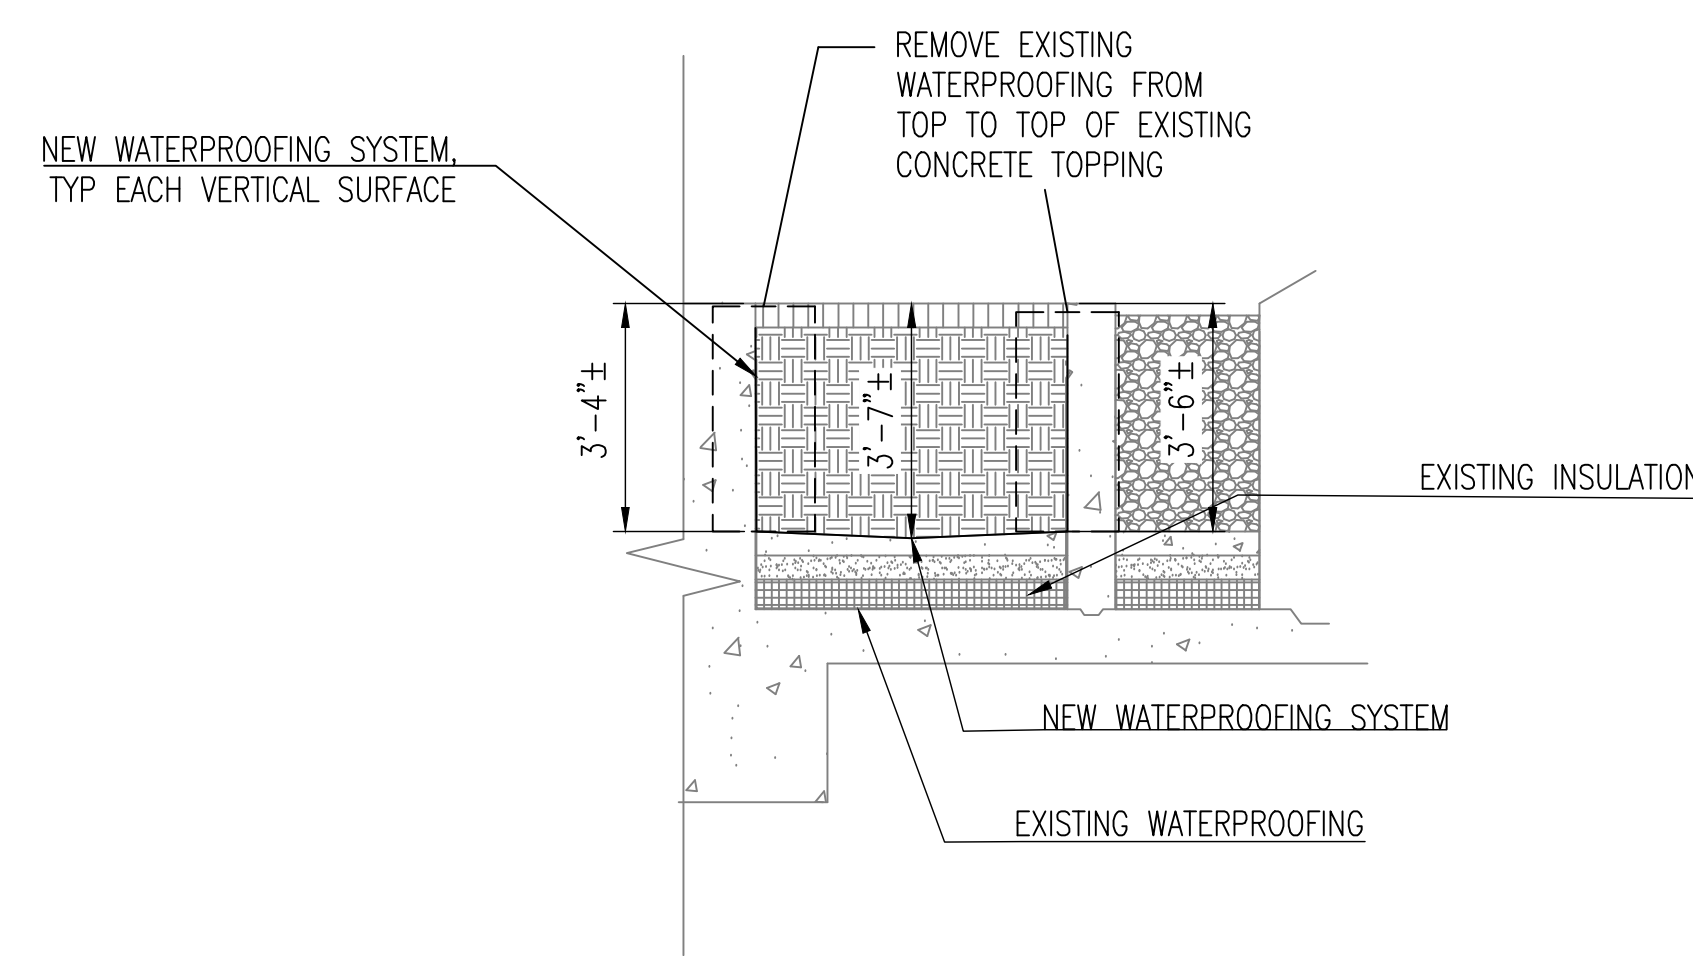 REMOVE EXISTING
WATERPROOFING FROM
TOP TO TOP OF EXISTING
CONCRETE TOPPING
NEW WATERPROOFING SYSTEM,
TYP EACH VERTICAL SURFACE
3'-4"±
3'-7"±
3'-6"±
EXISTING INSULATION
NEW WATERPROOFING SYSTEM
EXISTING WATERPROOFING